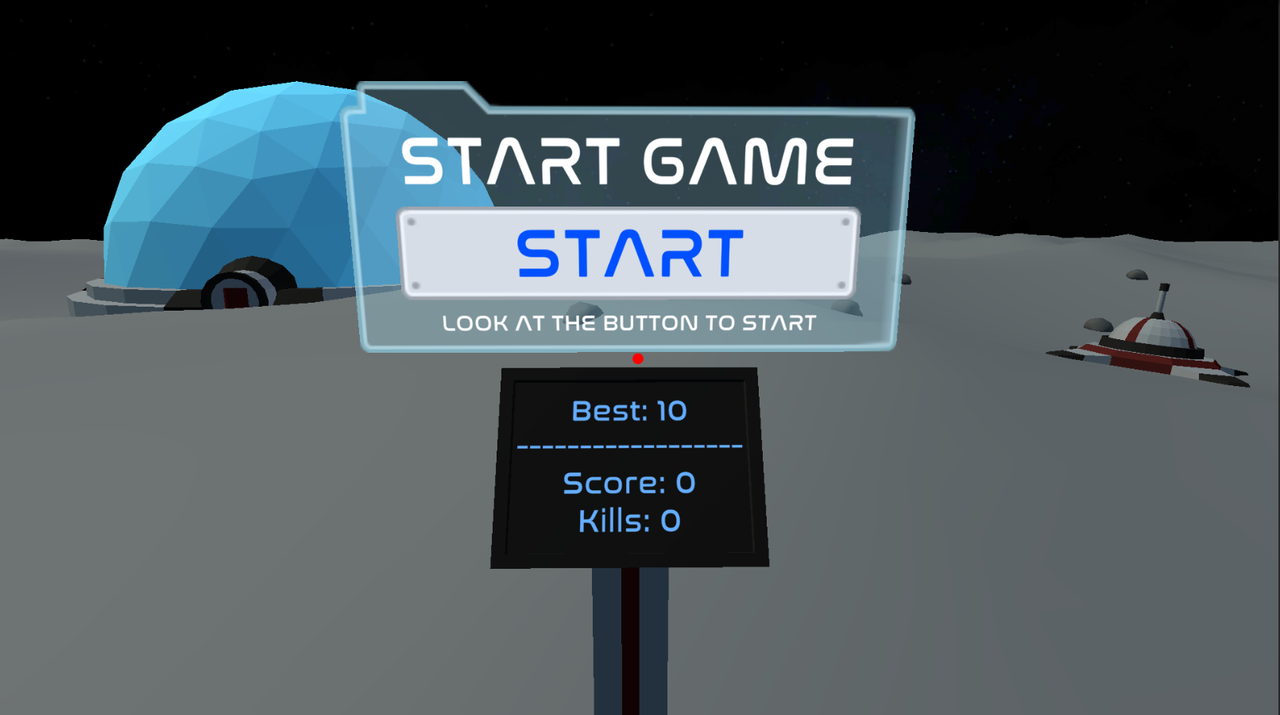 START GAME
START
LOOK AT THE BUTTON TO START
Best: 10
-------------------
Score: 0
Kills: 0